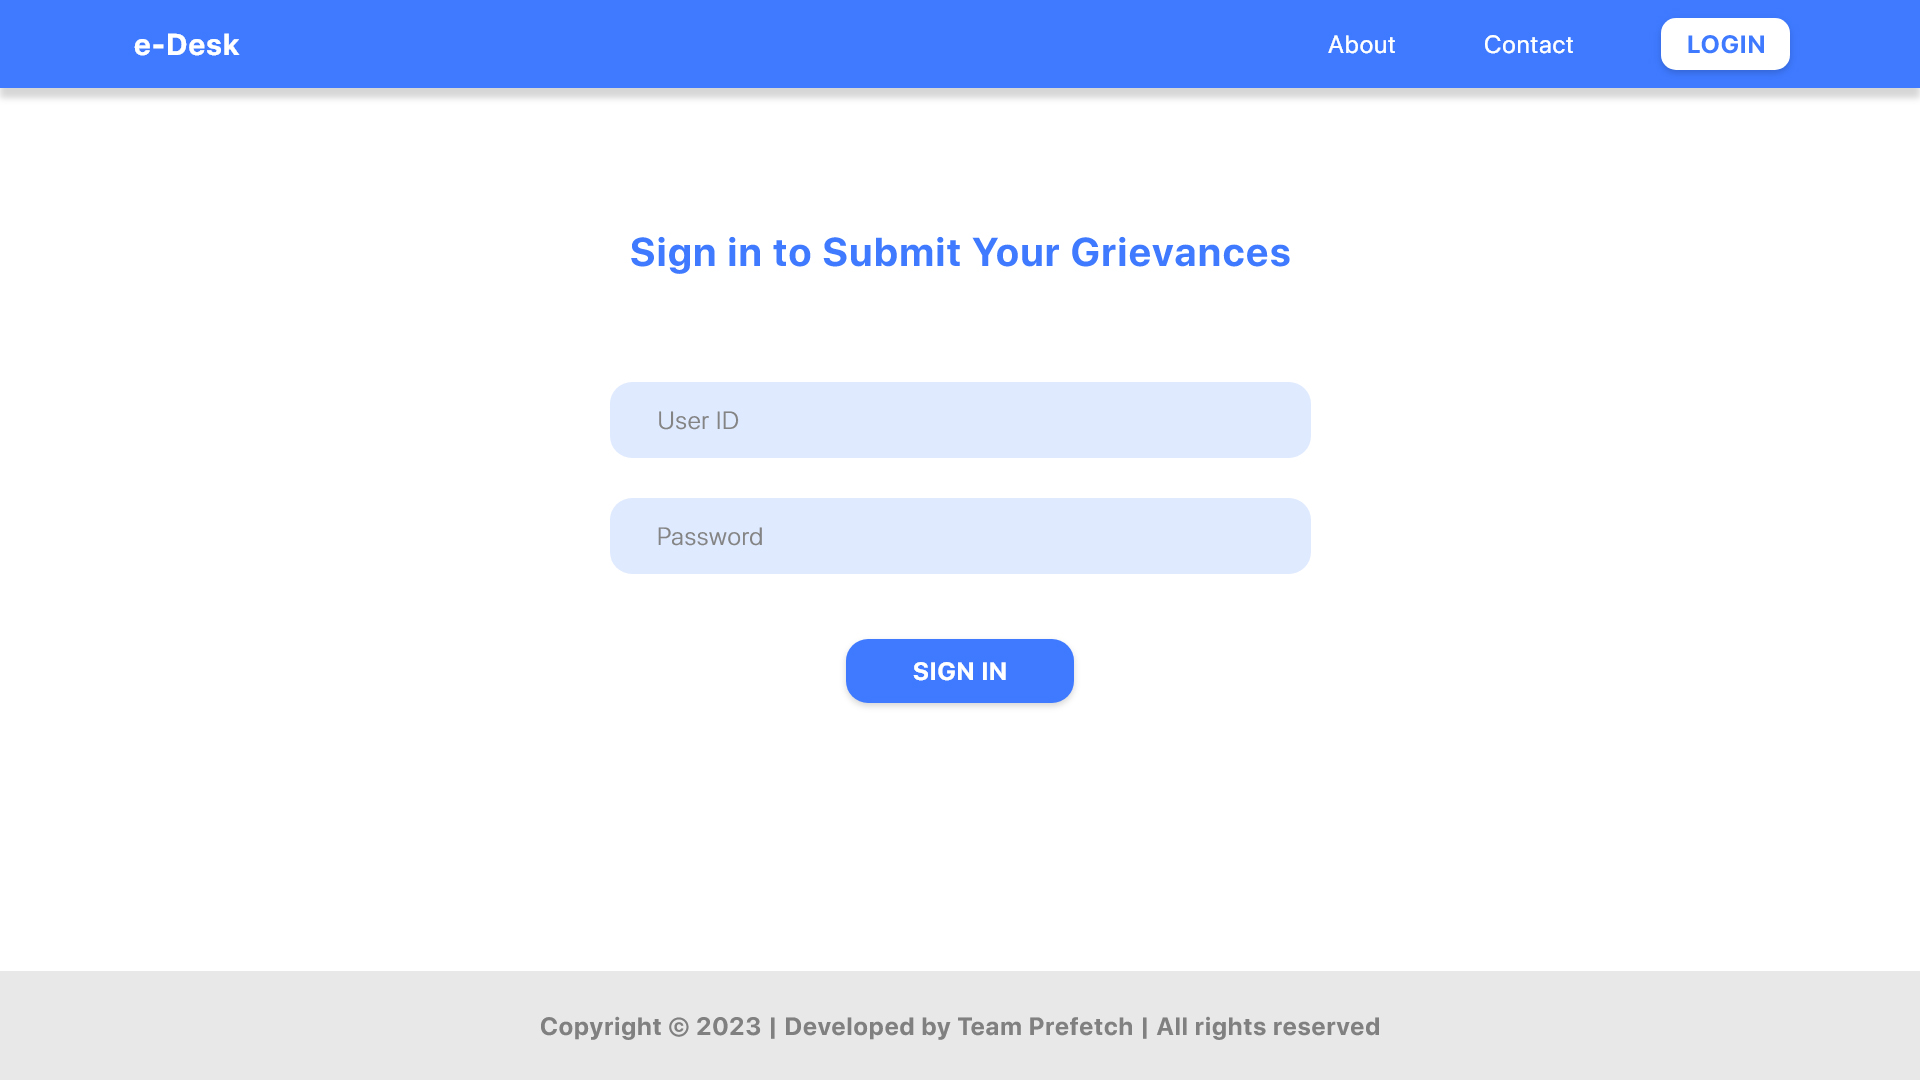 e-Desk
About
Contact
LOGIN
Sign in to Submit Your Grievances
User ID
Password
SIGN IN
Copyright © 2023 | Developed by Team Prefetch | All rights reserved